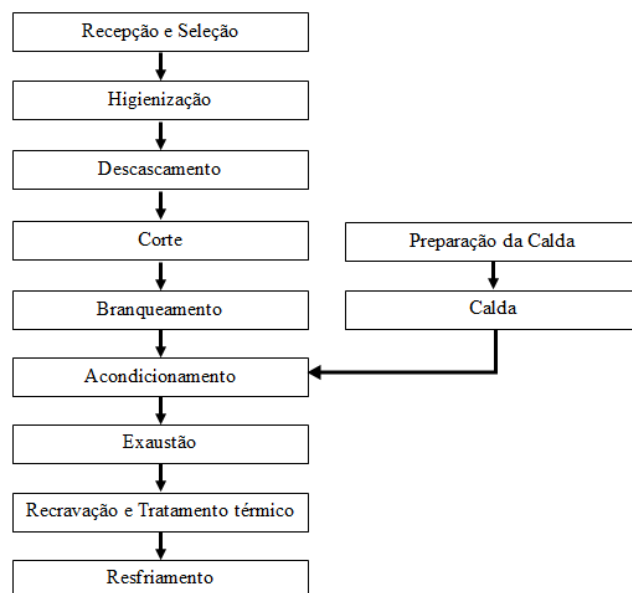 Recepção e Seleção
Higienização
Descascamento
Corte
Preparação da Calda
Branqueamento
Calda
Acondicionamento
Exaustão
Recravação e Tratamento térmico
Resfriamento